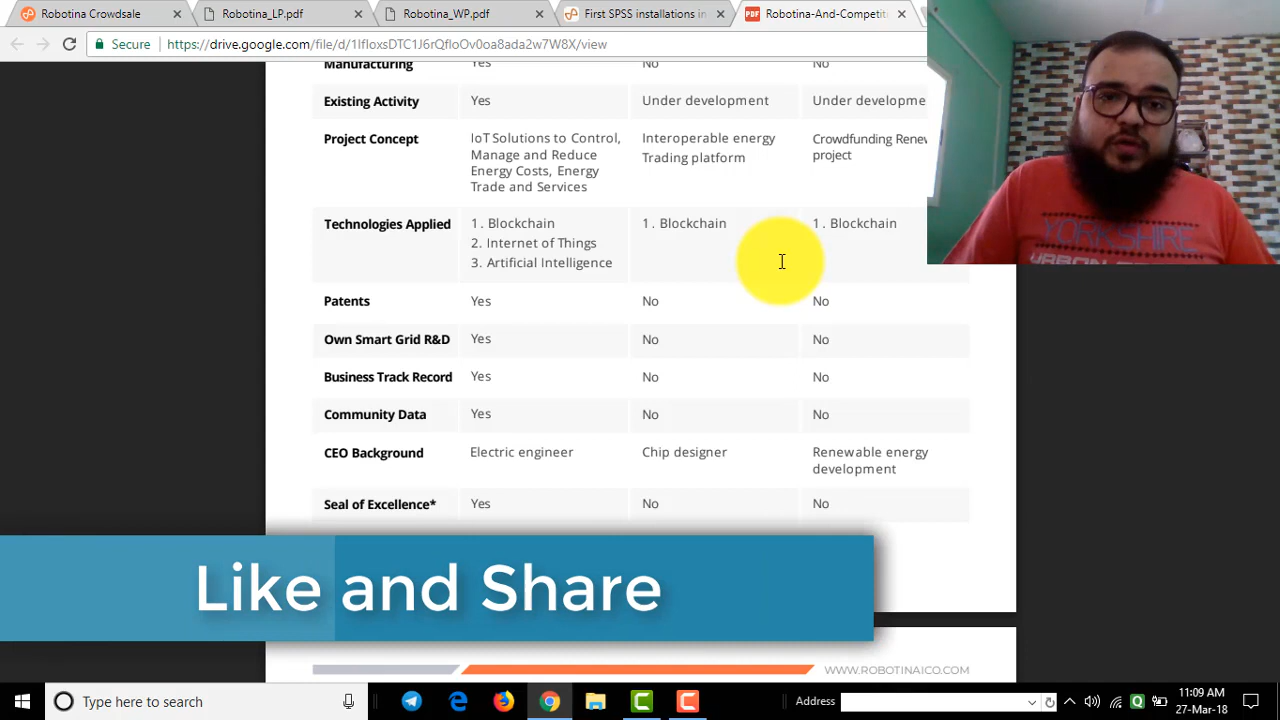 Robotina Crowdsale
Robotina_LP.pdf
Robotina_WP.pdf
First SPSS installations in
Robotina-And-Competit
Secure
https://drive.google.com/file/d/1IfloxsDTC1J6rQfloOv0oa8ada2w7W8X/view
Manufacturing Yes No No
Existing Activity Yes Under development Under developme
Project Concept IoT Solutions to Control, Interoperable energy Crowdfunding Renew
Manage and Reduce Trading platform project
Energy Costs, Energy
Trade and Services
Technologies Applied 1. Blockchain 1. Blockchain 1. Blockchain
2. Internet of Things
3. Artificial Intelligence
Patents Yes No No
Own Smart Grid R&D Yes No No
Business Track Record Yes No No
Community Data Yes No No
CEO Background Electric engineer Chip designer Renewable energy
development
Seal of Excellence* Yes No No
Like and Share
WWW.ROBOTINAICO.COM
YORKSHIRE
Type here to search
Address
11:09 AM
27-Mar-18